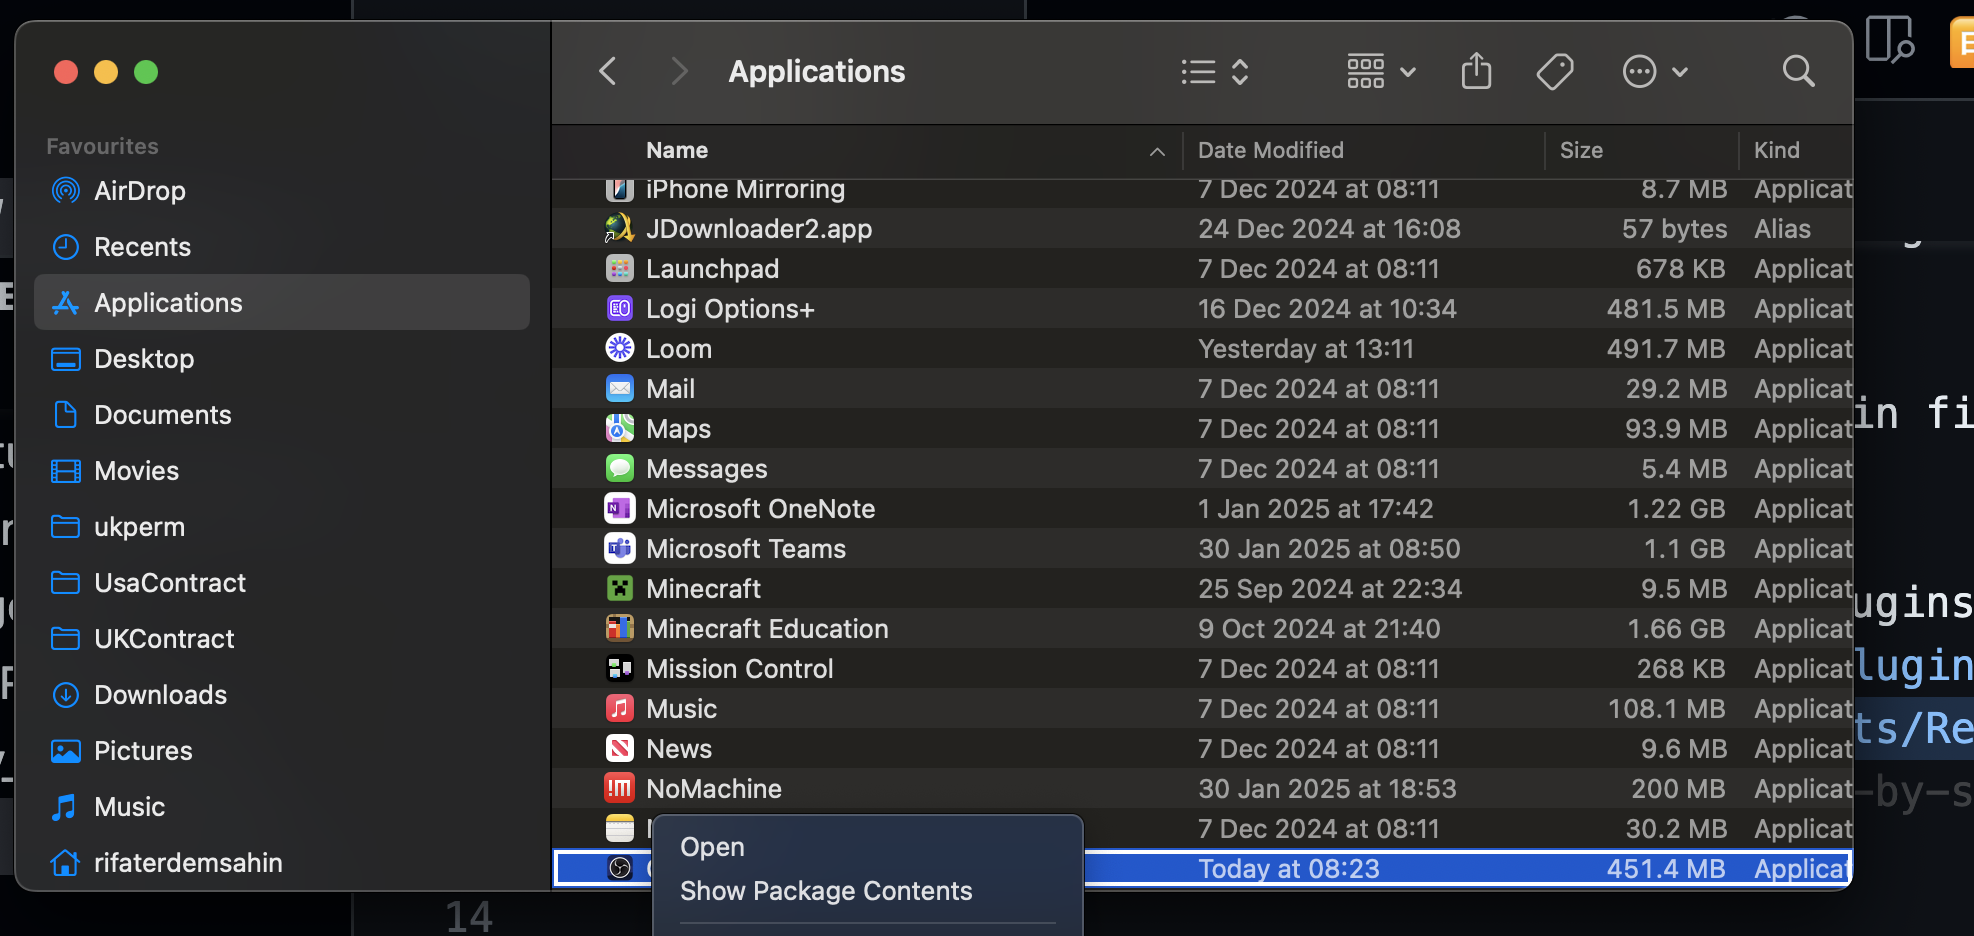 Applications
Favourites
AirDrop
Recents
Applications
Desktop
Documents
Movies
ukperm
UsaContract
UKContract
Downloads
Pictures
Music
rifaterdemsahin
Name Date Modified Size Kind
iPhone Mirroring 7 Dec 2024 at 08:11 8.7 MB Applicat
JDownloader2.app 24 Dec 2024 at 16:08 57 bytes Alias
Launchpad 7 Dec 2024 at 08:11 678 KB Applicat
Logi Options+ 16 Dec 2024 at 10:34 481.5 MB Applicat
Loom Yesterday at 13:11 491.7 MB Applicat
Mail 7 Dec 2024 at 08:11 29.2 MB Applicat
Maps 7 Dec 2024 at 08:11 93.9 MB Applicat
Messages 7 Dec 2024 at 08:11 5.4 MB Applicat
Microsoft OneNote 1 Jan 2025 at 17:42 1.22 GB Applicat
Microsoft Teams 30 Jan 2025 at 08:50 1.1 GB Applicat
Minecraft 25 Sep 2024 at 22:34 9.5 MB Applicat
Minecraft Education 9 Oct 2024 at 21:40 1.66 GB Applicat
Mission Control 7 Dec 2024 at 08:11 268 KB Applicat
Music 7 Dec 2024 at 08:11 108.1 MB Applicat
News 7 Dec 2024 at 08:11 9.6 MB Applicat
NoMachine 30 Jan 2025 at 18:53 200 MB Applicat
7 Dec 2024 at 08:11 30.2 MB Applicat
Today at 08:23 451.4 MB Applicat
Open
Show Package Contents
14
in fi
ugins
lugin
ts/Re
-by-s